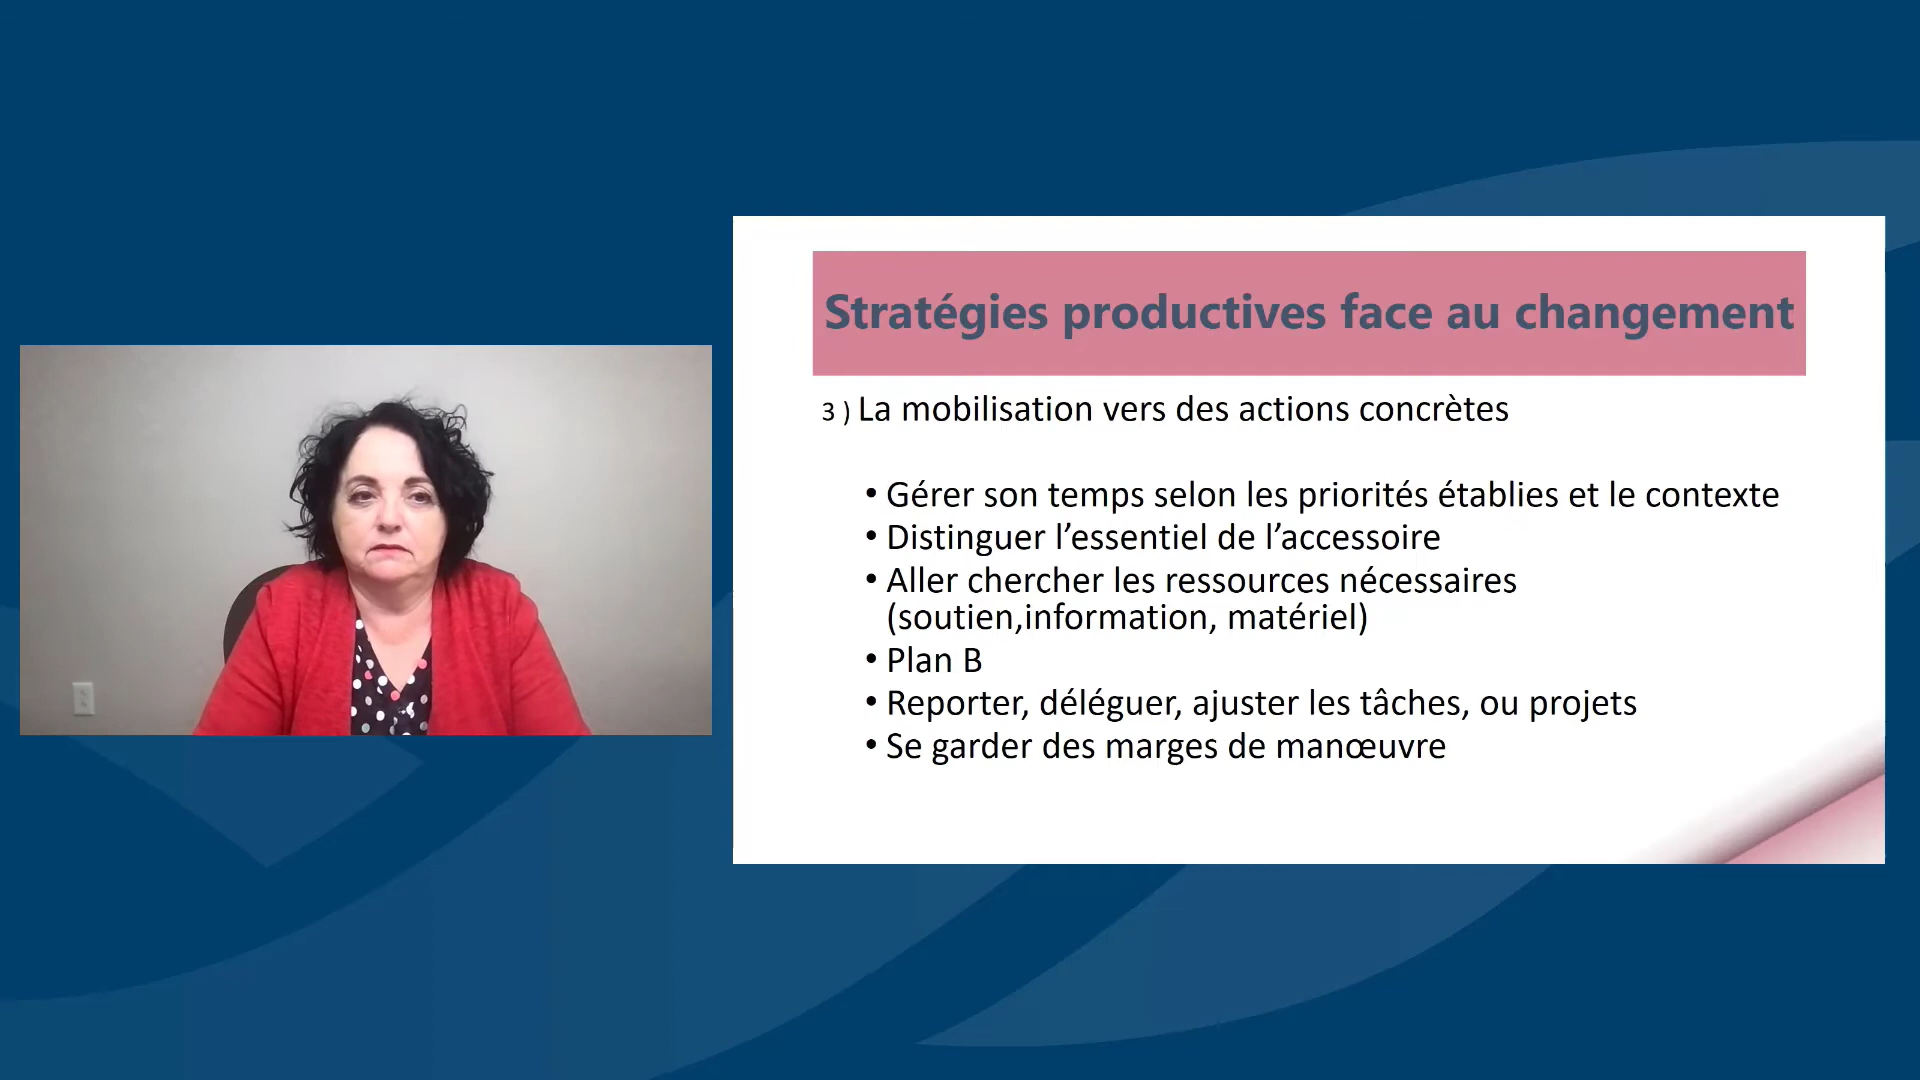 Stratégies productives face au changement
3 ) La mobilisation vers des actions concrètes
• Gérer son temps selon les priorités établies et le contexte
• Distinguer l’essentiel de l’accessoire
• Aller chercher les ressources nécessaires
(soutien,information, matériel)
• Plan B
• Reporter, déléguer, ajuster les tâches, ou projets
• Se garder des marges de manœuvre